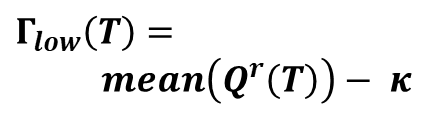 Γ_low(T) =
mean(Q^r(T)) − κ